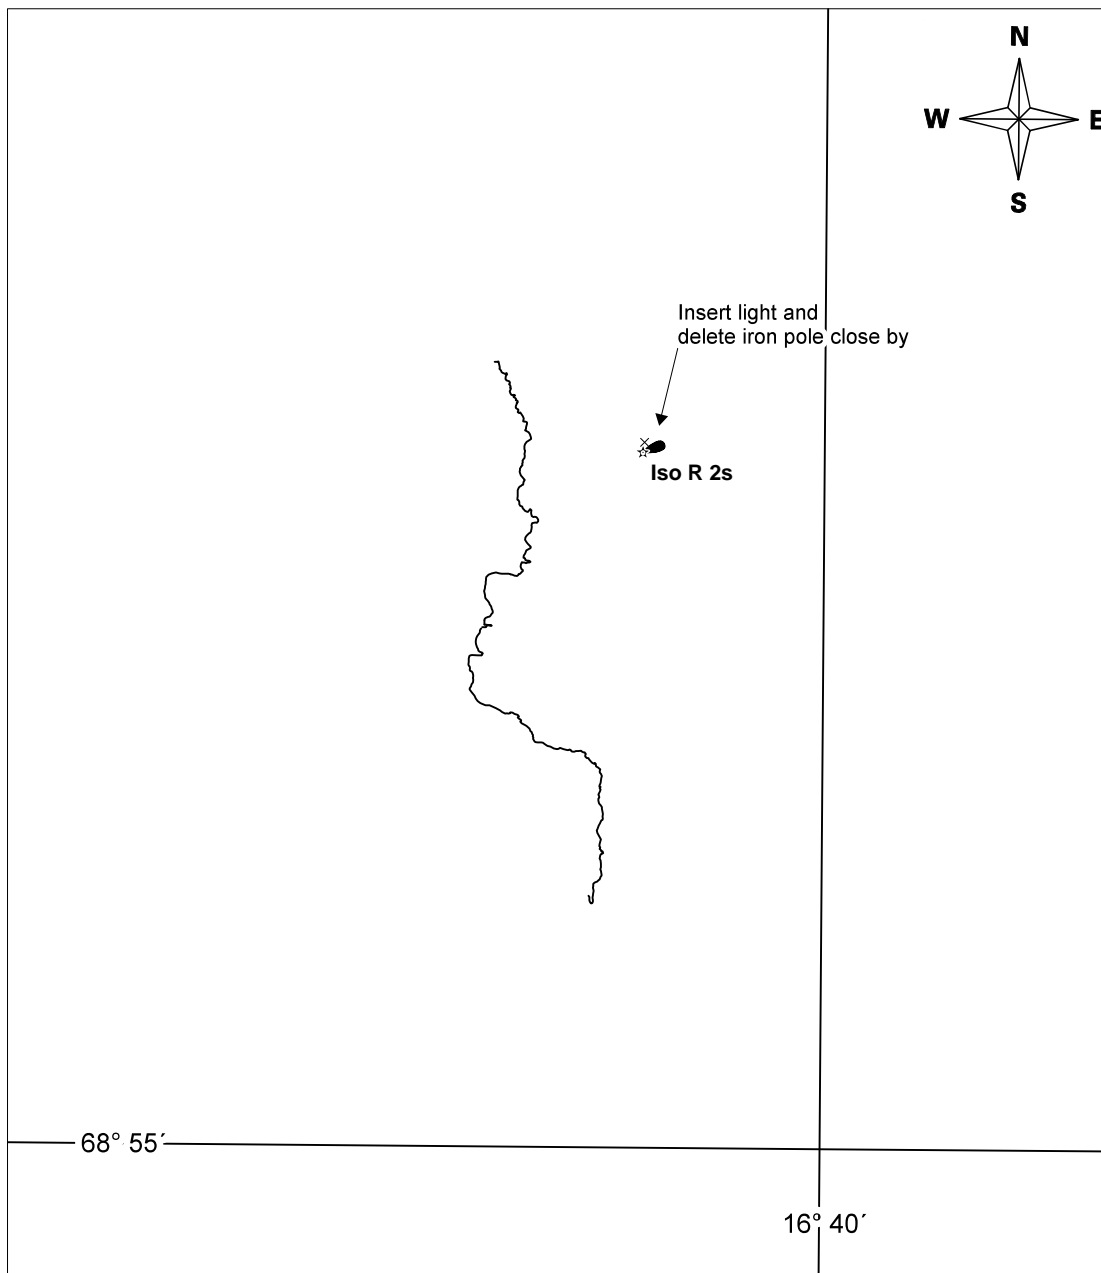 N
W
E
S
Insert light and
delete iron pole close by
Iso R 2s
68° 55´
16° 40´